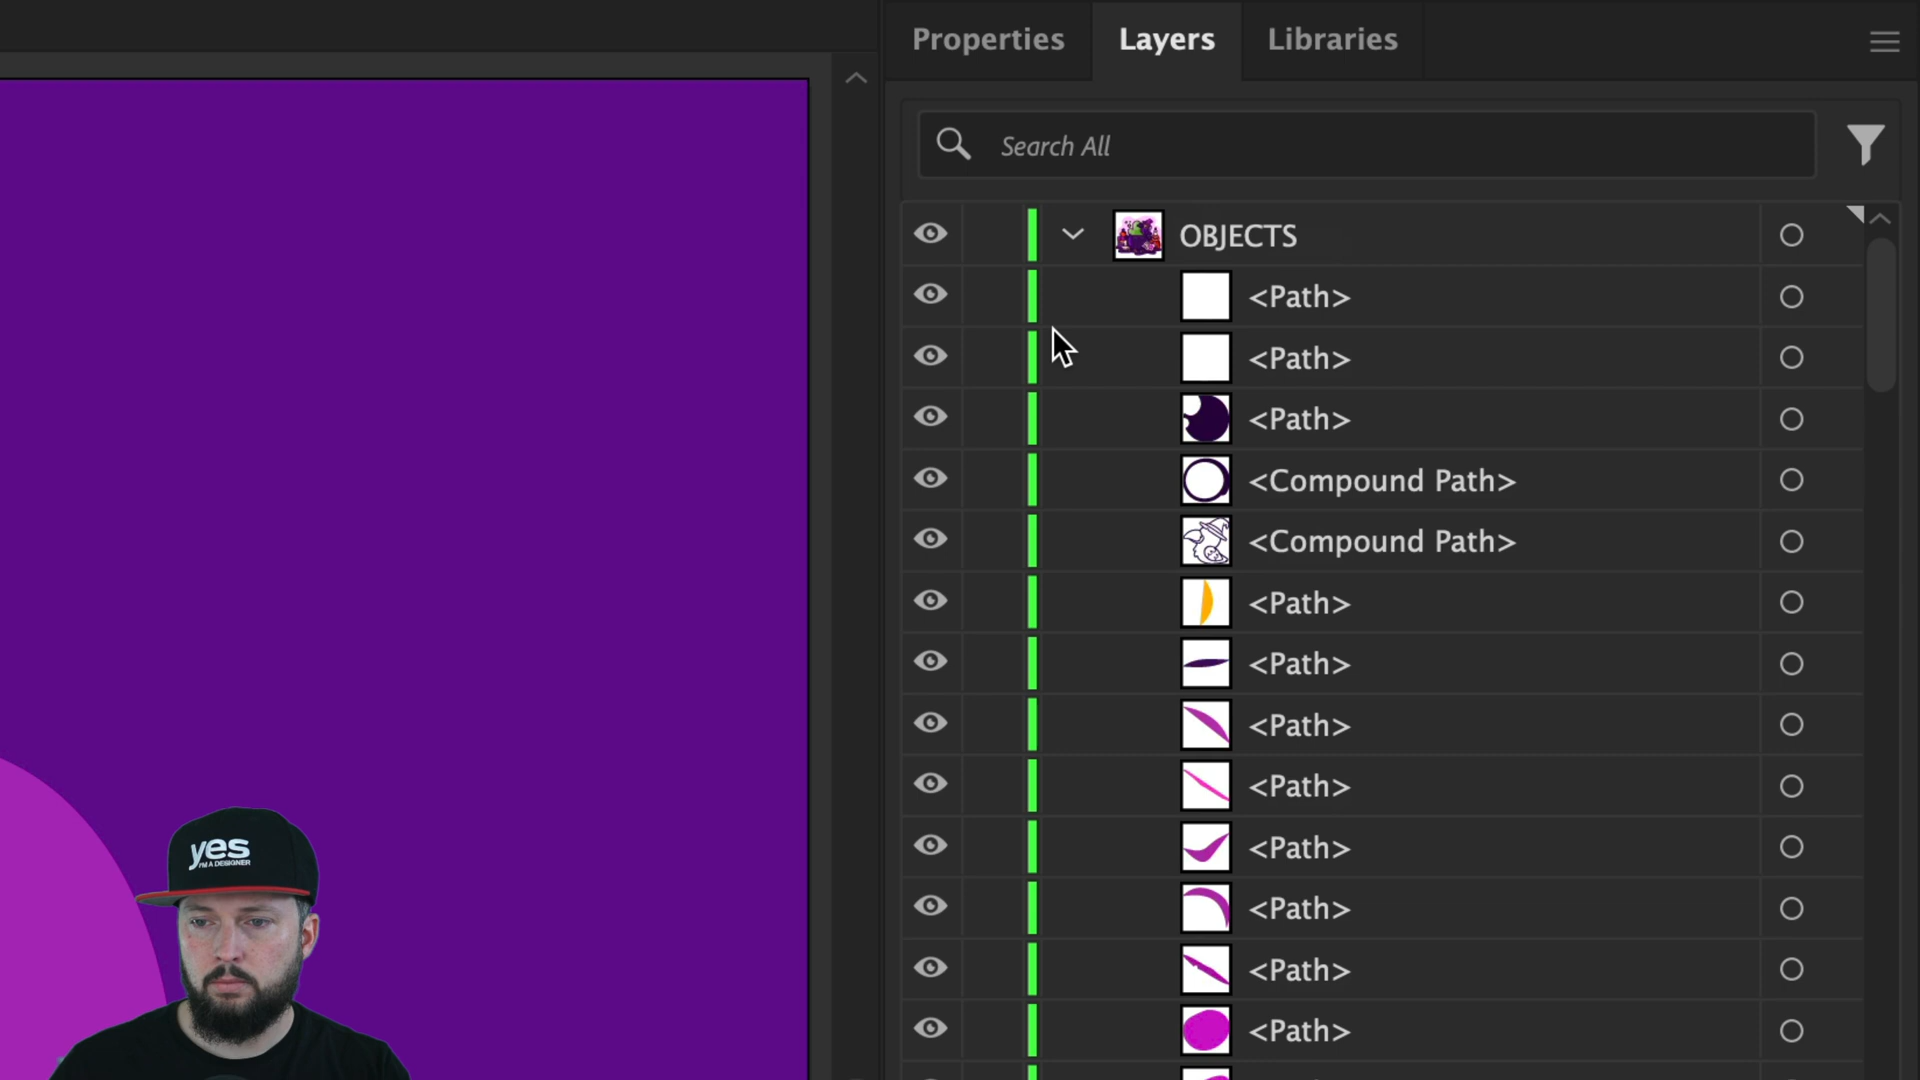 Properties
Layers
Libraries
Search All
OBJECTS
<Path>
<Path>
<Path>
<Compound Path>
<Compound Path>
<Path>
<Path>
<Path>
<Path>
<Path>
<Path>
<Path>
<Path>
yes
I'M A DESIGNER